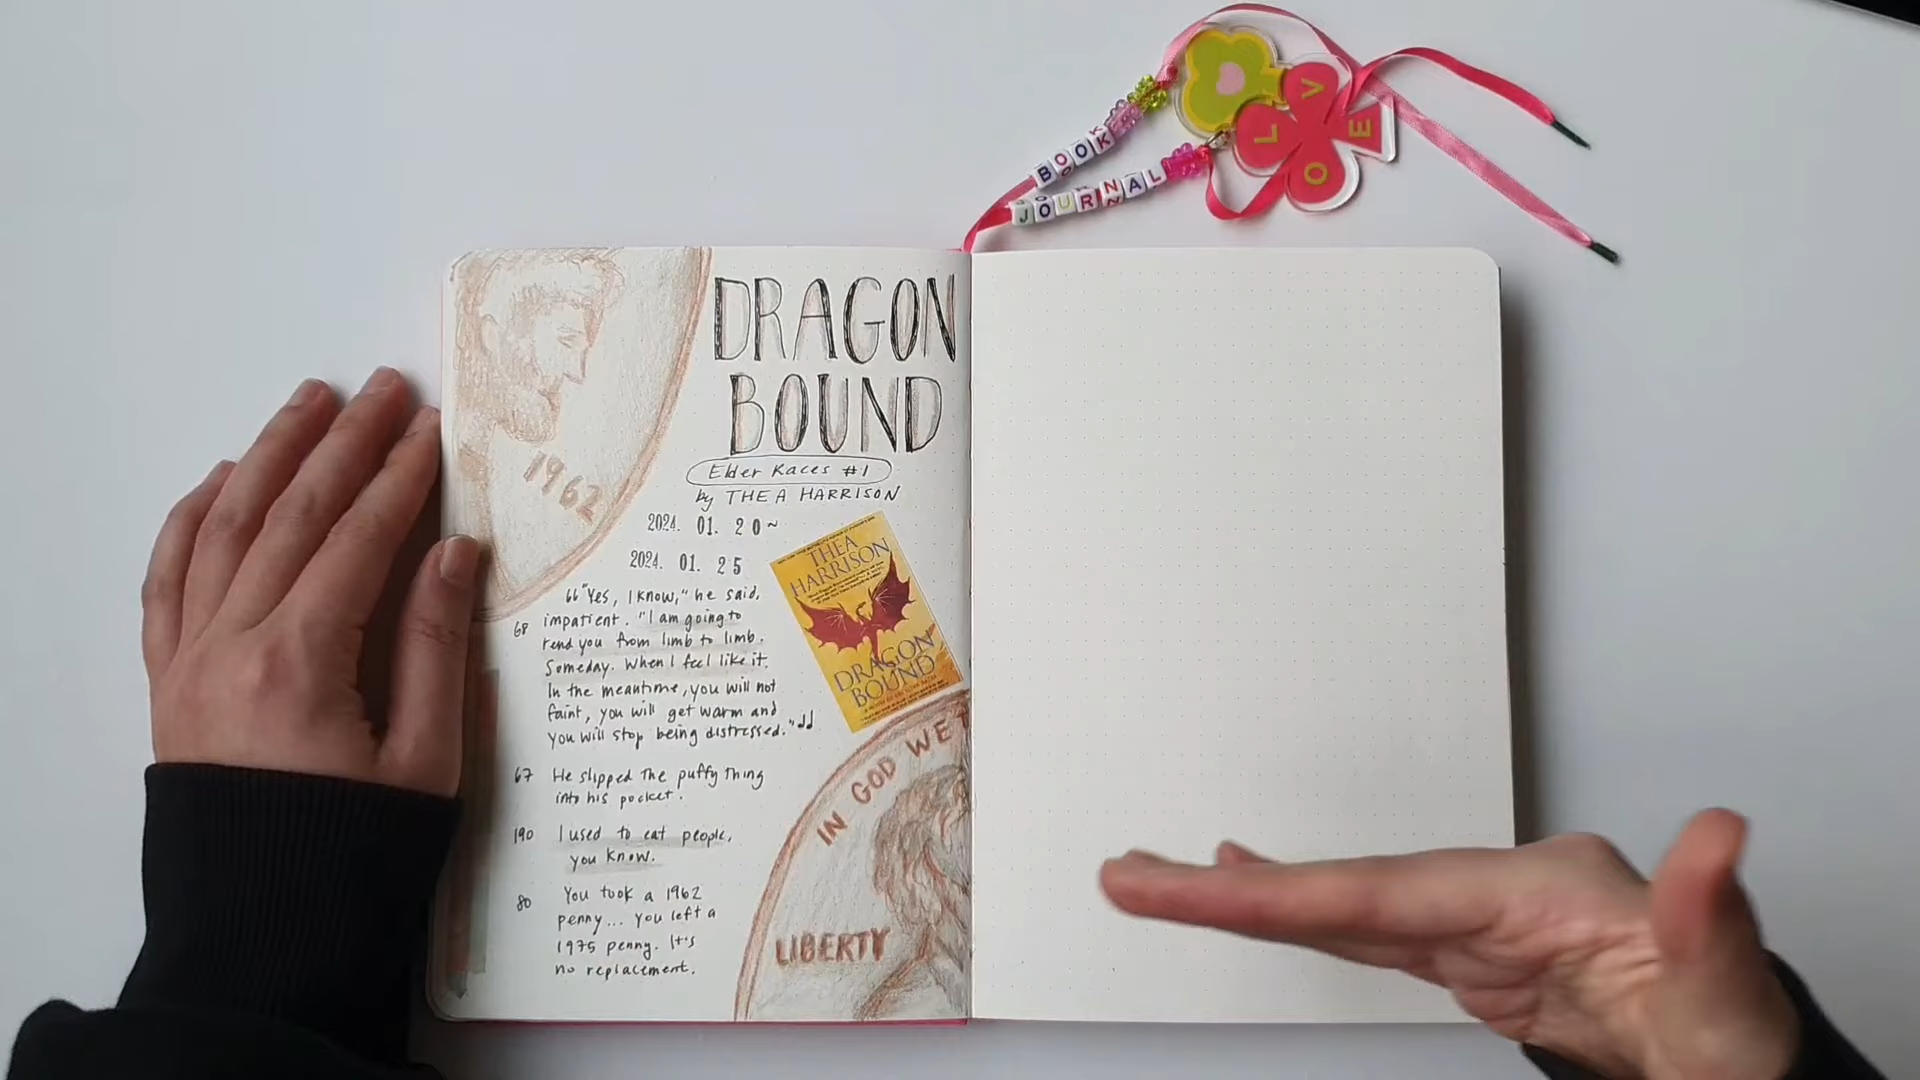 BOOK
JOURNAL
L
O
V
E
DRAGON
BOUND
Elder Races #1
by THEA HARRISON
1962
2024. 01. 20~
2024. 01. 25
68 "Yes, I know," he said,
impatient. "I am going to
rend you from limb to limb.
Someday. When I feel like it.
In the meantime, you will not
faint, you will get warm and
you will stop being distressed."
67 He slipped the puffy thing
into his pocket.
190 I used to eat people,
you know.
80 You took a 1962
penny... you left a
1975 penny. It's
no replacement.
THEA
HARRISON
DRAGON
BOUND
IN GOD WE T
LIBERTY